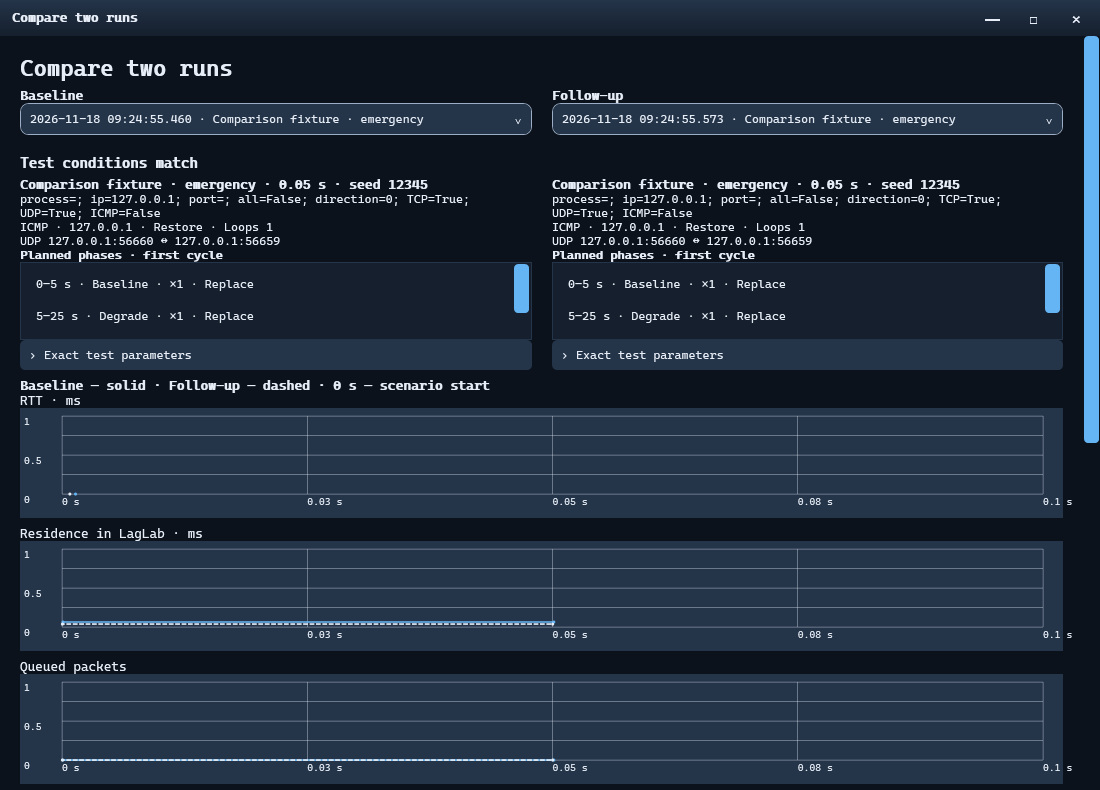 Compare two runs
Compare two runs
Baseline
2026-11-18 09:24:55.460 · Comparison fixture · emergency
Follow-up
2026-11-18 09:24:55.573 · Comparison fixture · emergency
Test conditions match
Comparison fixture · emergency · 0.05 s · seed 12345
process=; ip=127.0.0.1; port=; all=False; direction=0; TCP=True;
UDP=True; ICMP=False
ICMP · 127.0.0.1 · Restore · Loops 1
UDP 127.0.0.1:56660 ⇔ 127.0.0.1:56659
Planned phases · first cycle
0–5 s · Baseline · ×1 · Replace
5–25 s · Degrade · ×1 · Replace
› Exact test parameters
Comparison fixture · emergency · 0.05 s · seed 12345
process=; ip=127.0.0.1; port=; all=False; direction=0; TCP=True;
UDP=True; ICMP=False
ICMP · 127.0.0.1 · Restore · Loops 1
UDP 127.0.0.1:56660 ⇔ 127.0.0.1:56659
Planned phases · first cycle
0–5 s · Baseline · ×1 · Replace
5–25 s · Degrade · ×1 · Replace
› Exact test parameters
Baseline — solid · Follow-up — dashed · 0 s — scenario start
RTT · ms
1
0.5
0
0 s
0.03 s
0.05 s
0.08 s
0.1 s
Residence in LagLab · ms
1
0.5
0
0 s
0.03 s
0.05 s
0.08 s
0.1 s
Queued packets
1
0.5
0
0 s
0.03 s
0.05 s
0.08 s
0.1 s